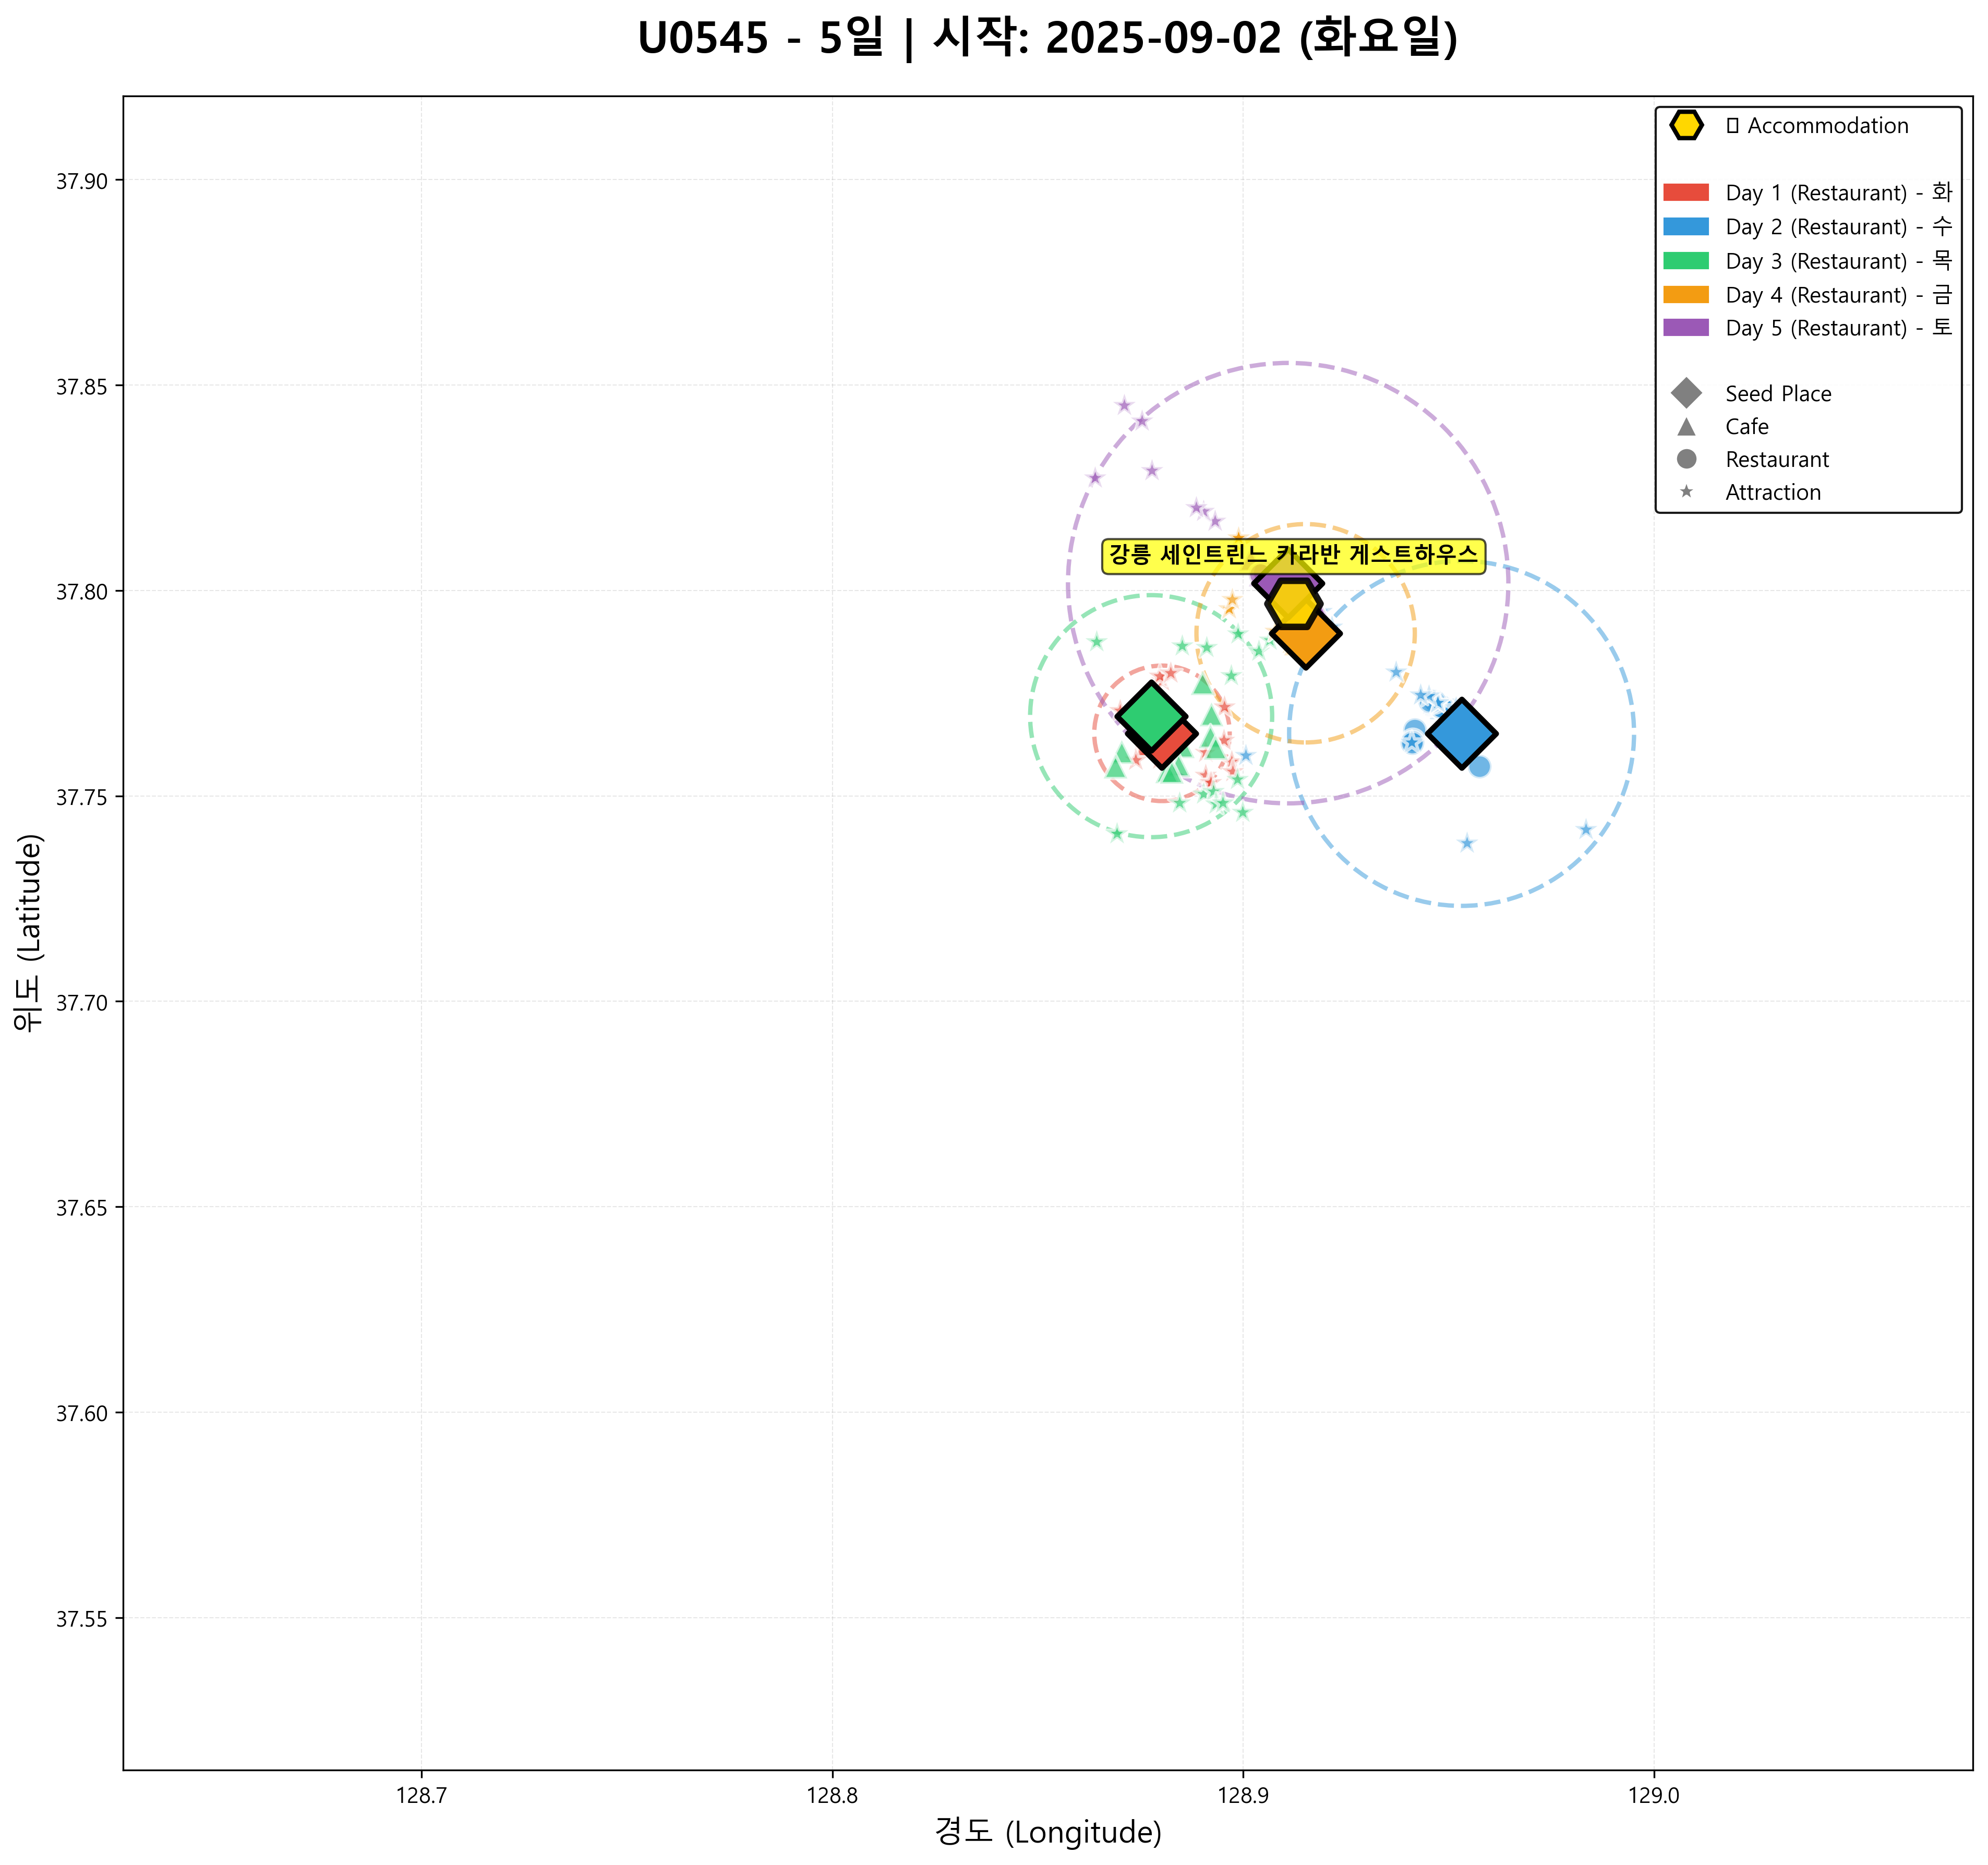 U0545 - 5일 | 시작: 2025-09-02 (화요일)
Accommodation
Day 1 (Restaurant) - 화
Day 2 (Restaurant) - 수
Day 3 (Restaurant) - 목
Day 4 (Restaurant) - 금
Day 5 (Restaurant) - 토
Seed Place
Cafe
Restaurant
Attraction
강릉 세인트린느 카라반 게스트하우스
37.90
37.85
37.80
37.75
37.70
37.65
37.60
37.55
위도 (Latitude)
128.7
128.8
128.9
129.0
경도 (Longitude)